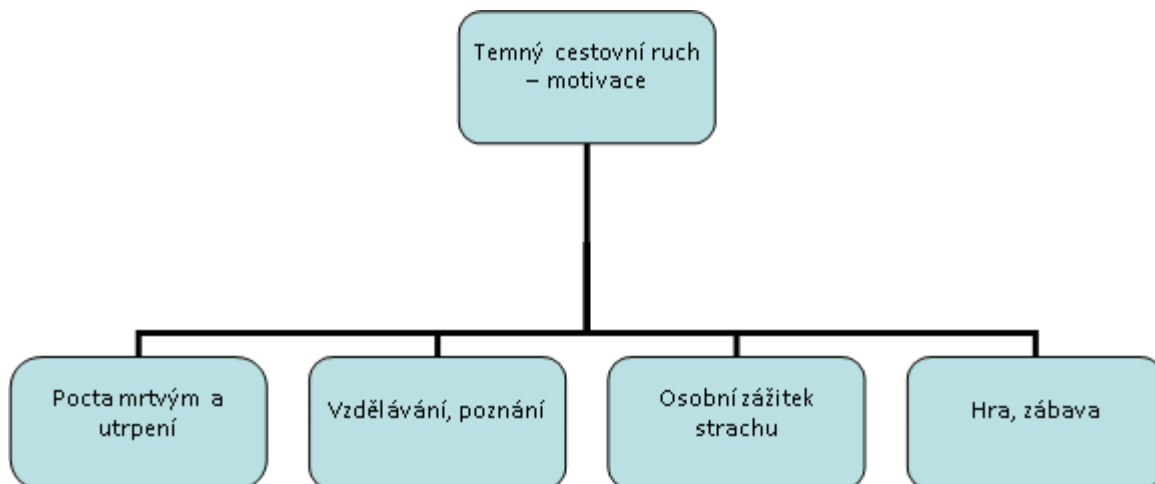 Temný cestovní ruch
– motivace
Pocta mrtvým a
utrpení
Vzdělávání, poznání
Osobní zážitek
strachu
Hra, zábava